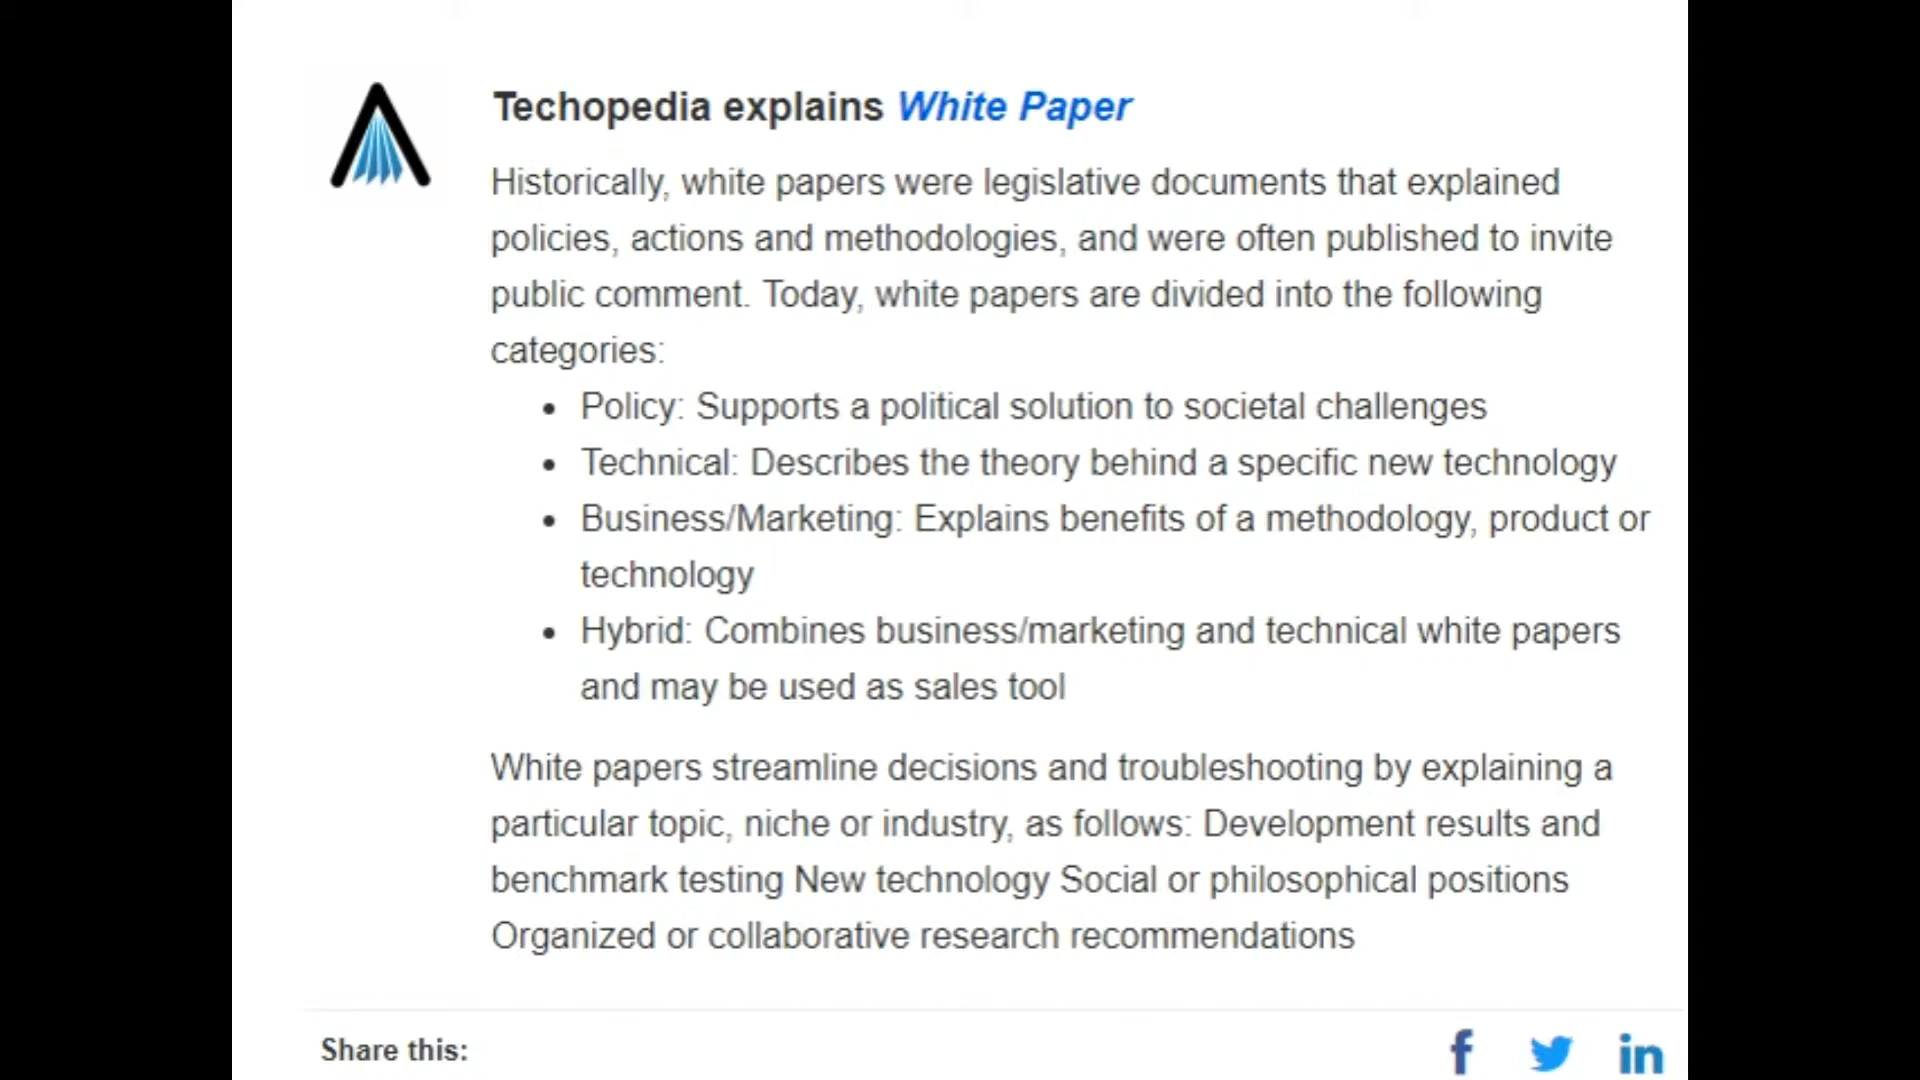 Techopedia explains White Paper
Historically, white papers were legislative documents that explained
policies, actions and methodologies, and were often published to invite
public comment. Today, white papers are divided into the following
categories:
• Policy: Supports a political solution to societal challenges
• Technical: Describes the theory behind a specific new technology
• Business/Marketing: Explains benefits of a methodology, product or
technology
• Hybrid: Combines business/marketing and technical white papers
and may be used as sales tool
White papers streamline decisions and troubleshooting by explaining a
particular topic, niche or industry, as follows: Development results and
benchmark testing New technology Social or philosophical positions
Organized or collaborative research recommendations
Share this:
f
in